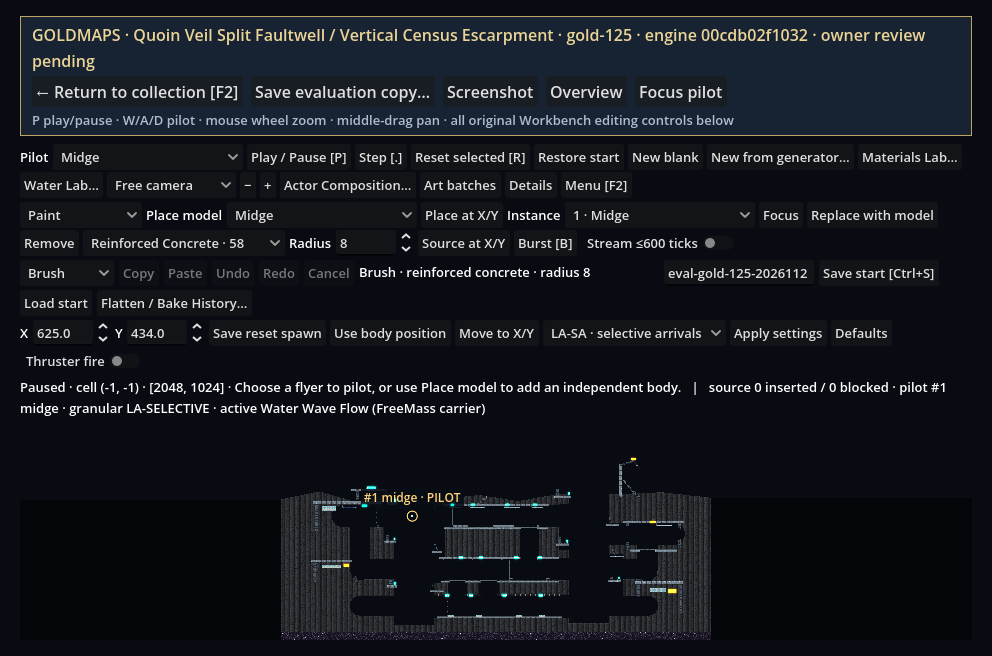 GOLDMAPS · Quoin Veil Split Faultwell / Vertical Census Escarpment · gold-125 · engine 00cdb02f1032 · owner review
pending
← Return to collection [F2] Save evaluation copy... Screenshot Overview Focus pilot
P play/pause · W/A/D pilot · mouse wheel zoom · middle-drag pan · all original Workbench editing controls below
Pilot Midge Play / Pause [P] Step [.] Reset selected [R] Restore start New blank New from generator... Materials Lab...
Water Lab... Free camera − + Actor Composition... Art batches Details Menu [F2]
Paint Place model Midge Place at X/Y Instance 1 · Midge Focus Replace with model
Remove Reinforced Concrete · 58 Radius 8 Source at X/Y Burst [B] Stream ≤600 ticks
Brush Copy Paste Undo Redo Cancel Brush · reinforced concrete · radius 8 eval-gold-125-2026112 Save start [Ctrl+S]
Load start Flatten / Bake History...
X 625.0 Y 434.0 Save reset spawn Use body position Move to X/Y LA-SA · selective arrivals Apply settings Defaults
Thruster fire
Paused · cell (-1, -1) · [2048, 1024] · Choose a flyer to pilot, or use Place model to add an independent body. | source 0 inserted / 0 blocked · pilot #1
midge · granular LA-SELECTIVE · active Water Wave Flow (FreeMass carrier)
#1 midge · PILOT